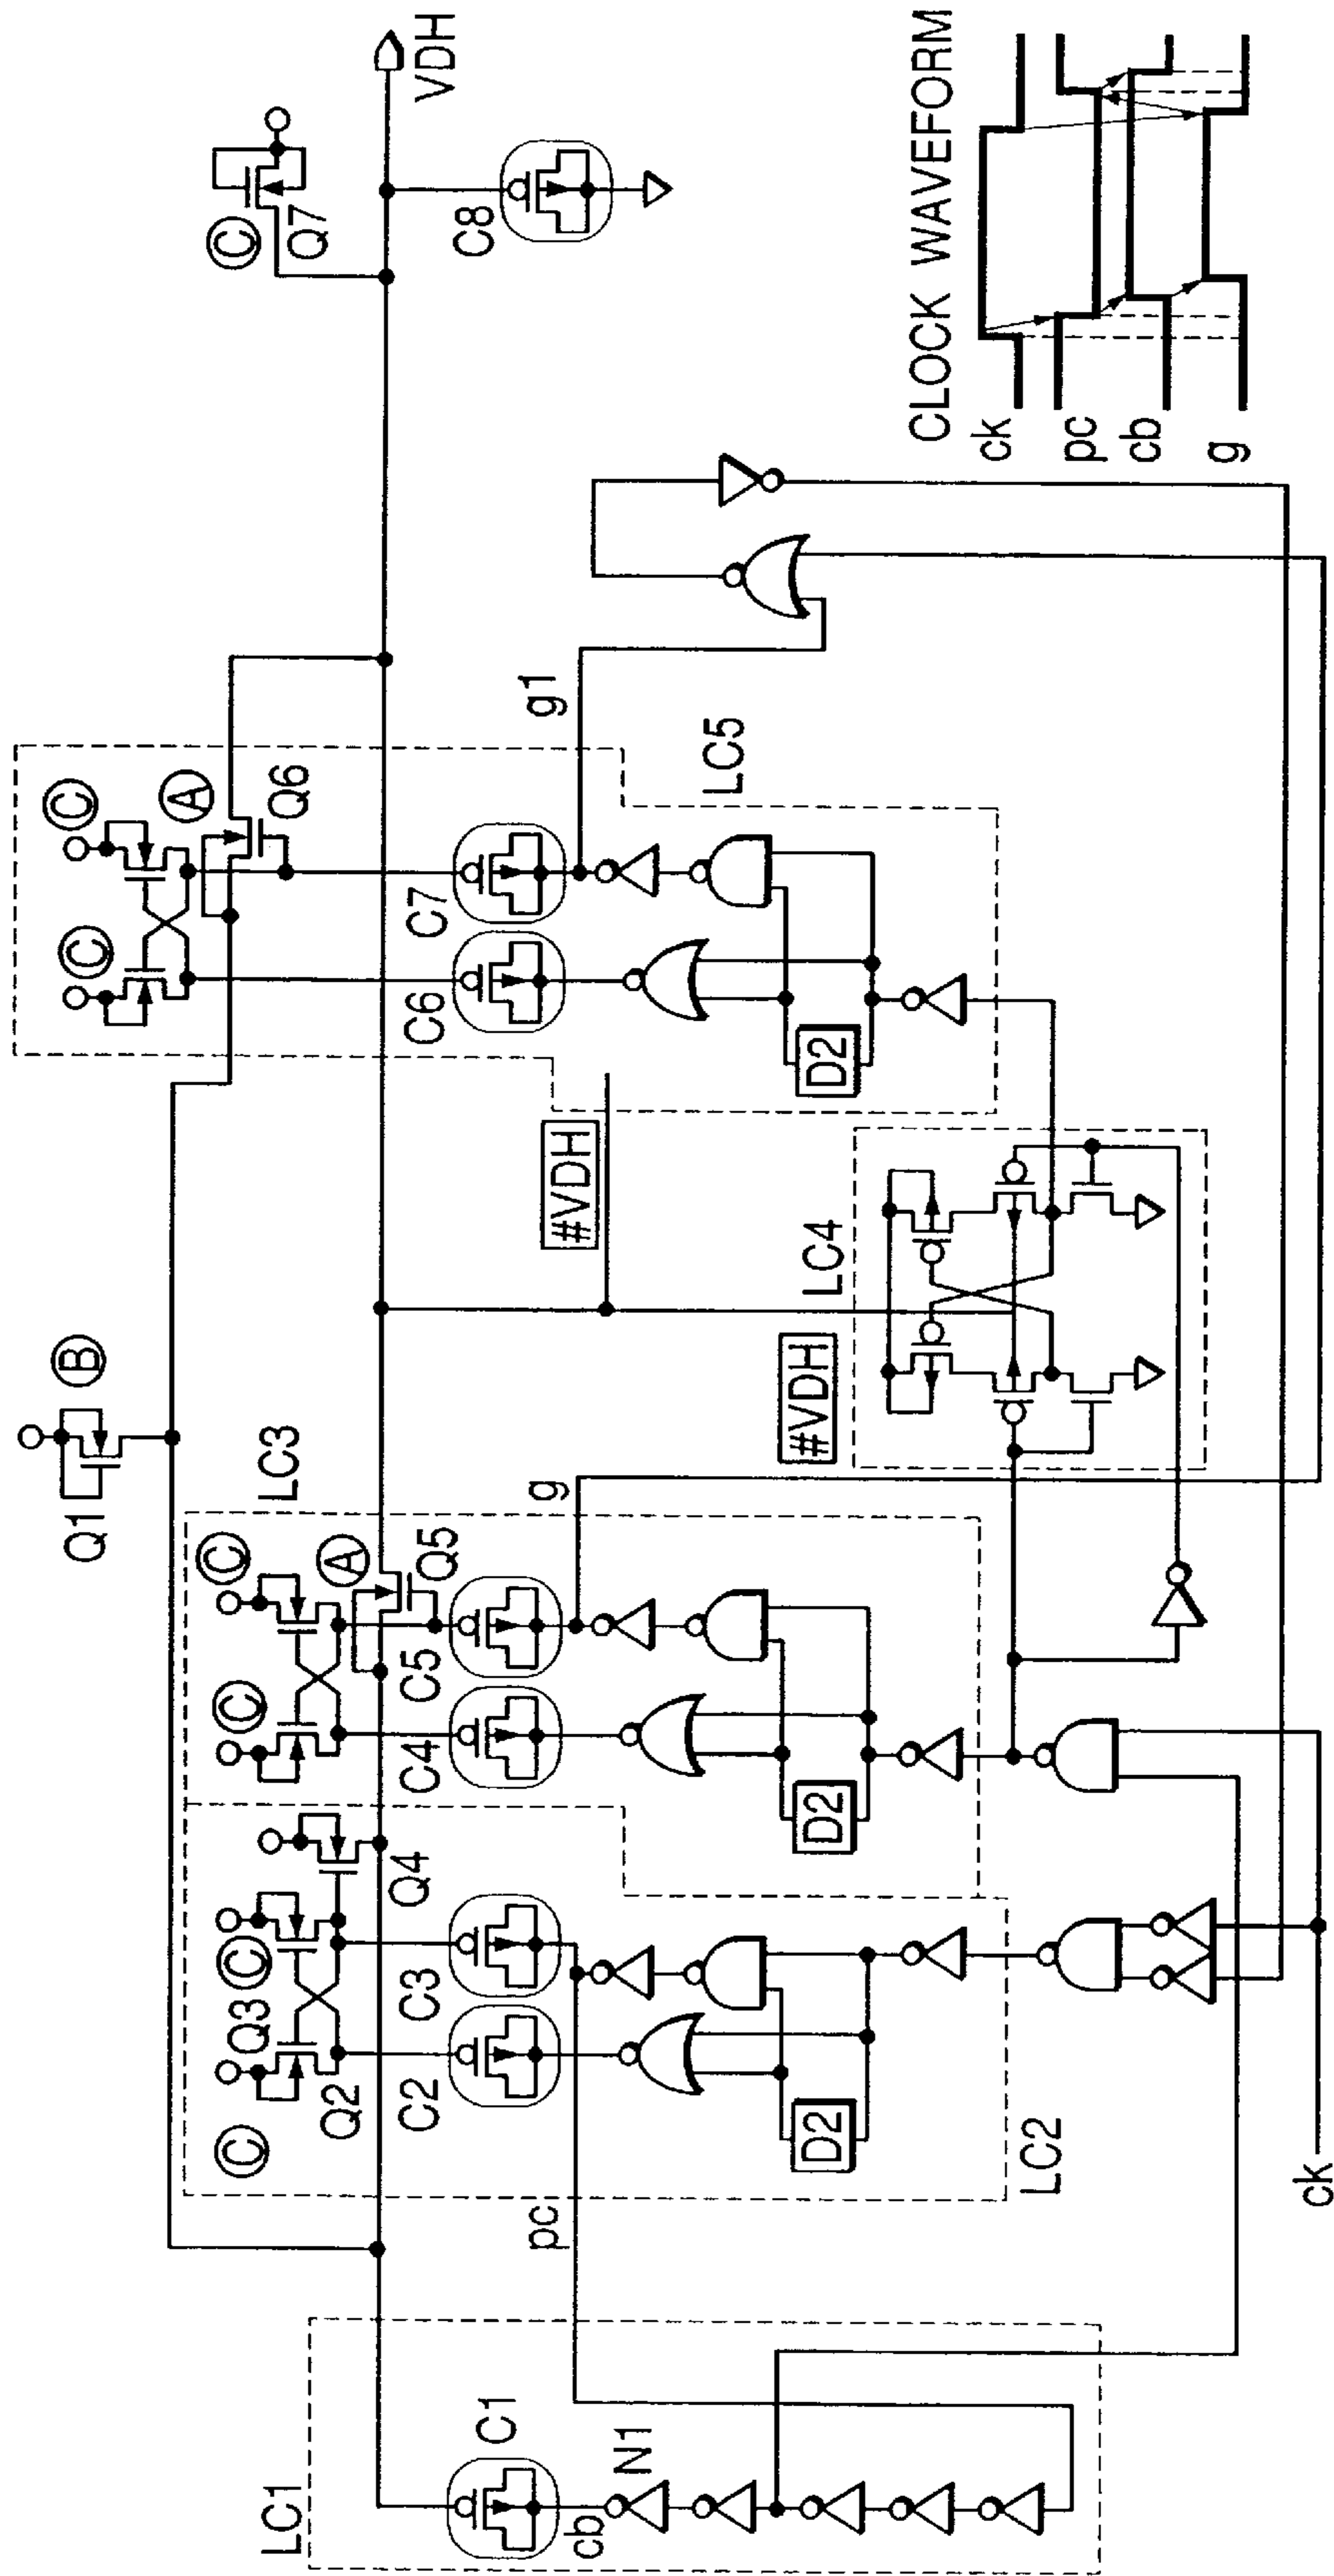 Q1
Ⓑ
Ⓒ
Ⓒ
Ⓐ
Q6
Ⓒ
Q7
VDH
LC3
Ⓒ
Q2
Q3
Ⓒ
Q4
Ⓒ
Ⓒ
Ⓐ
Q5
LC1
C1
cb
N1
pc
C2
C3
C4
C5
g
#VDH
C6
C7
g1
C8
D2
D2
D2
LC5
LC2
#VDH
LC4
ck
CLOCK WAVEFORM
ck
pc
cb
g